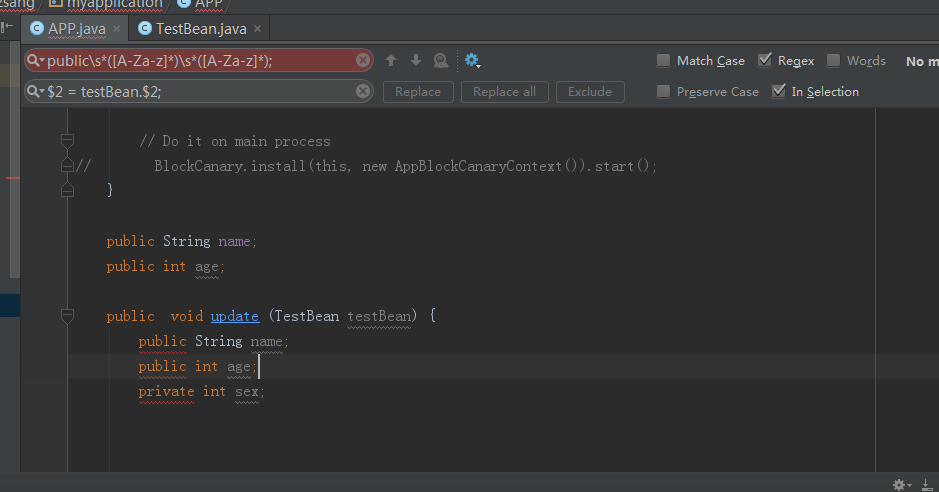 zsang myapplication APP
APP.java × TestBean.java ×
public\s*([A-Za-z]*)\s*([A-Za-z]*); Match Case Regex Words No m
$2 = testBean.$2; Replace Replace all Exclude Preserve Case In Selection
// Do it on main process
// BlockCanary.install(this, new AppBlockCanaryContext()).start();
}
public String name;
public int age;
public void update (TestBean testBean) {
public String name;
public int age;
private int sex;